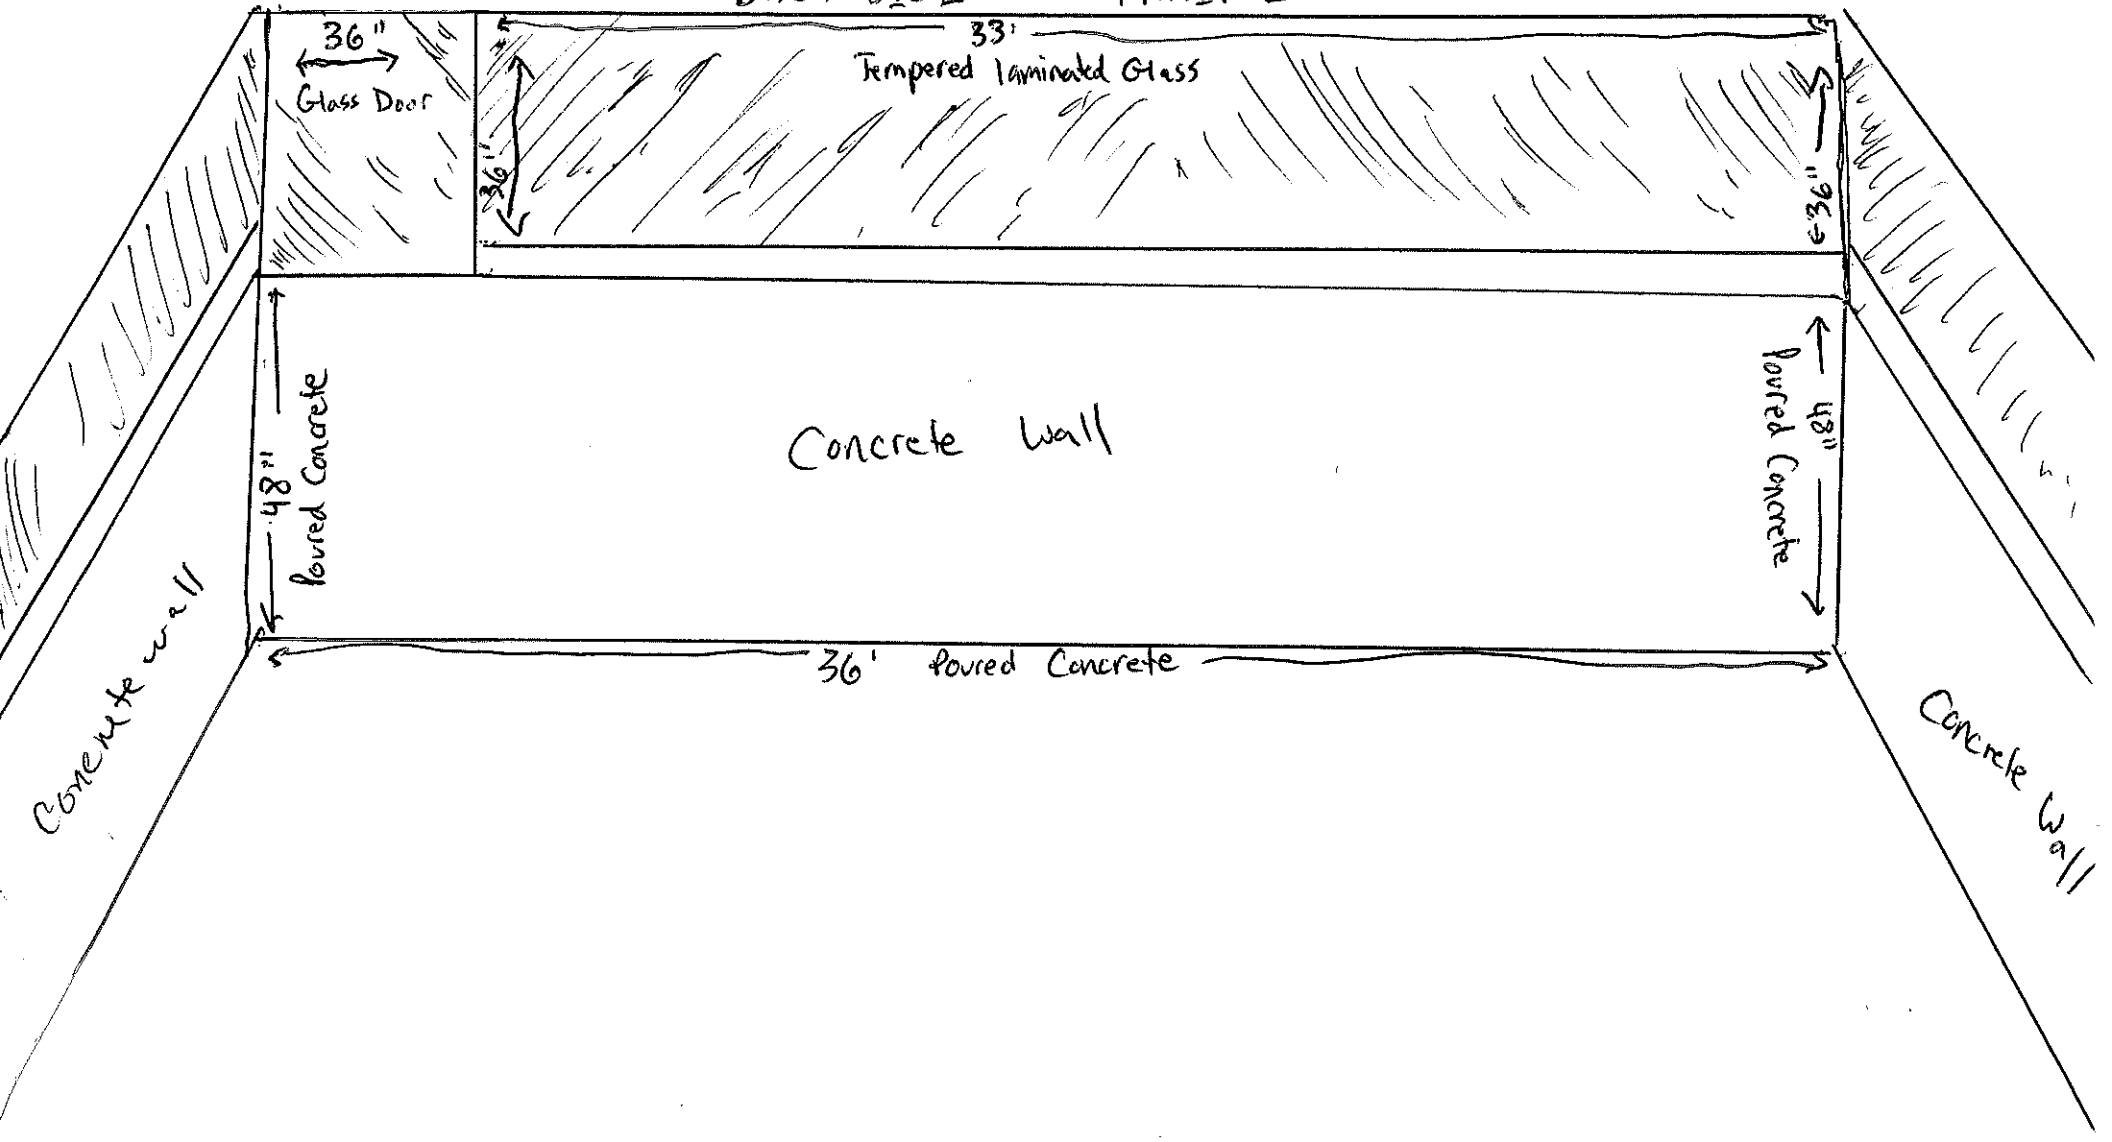 36"
33'
Glass Door
Tempered laminated Glass
36"
36"
48"
Poured Concrete
Concrete Wall
48"
Poured Concrete
Concrete wall
36' Poured Concrete
Concrete Wall